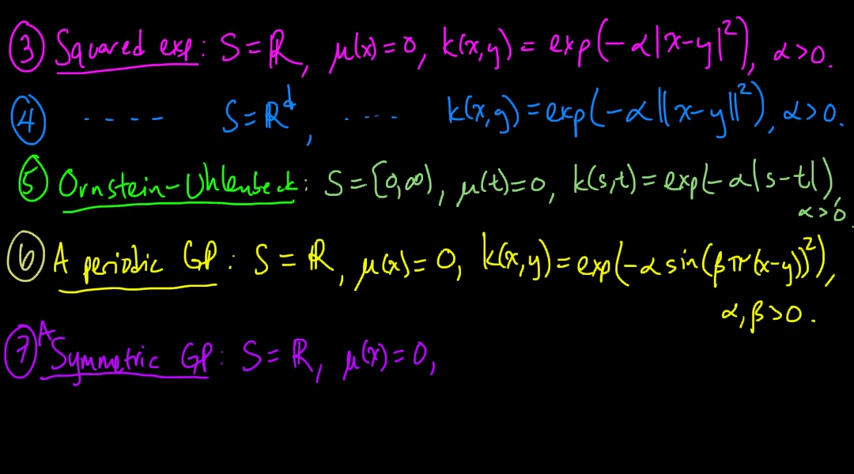 ③ Squared exp: S = ℝ, μ(x) = 0, k(x,y) = exp(-α|x-y|²), α>0.
④ ---- S = ℝᵈ, .... k(x,y) = exp(-α||x-y||²), α>0.
⑤ Ornstein-Uhlenbeck: S = [0,∞), μ(t)=0, k(s,t) = exp(-α|s-t|),
α>0.
⑥ A periodic GP: S = ℝ, μ(x) = 0, k(x,y) = exp(-α sin(βπ(x-y))²),
α, β>0.
⑦ A Symmetric GP: S = ℝ, μ(x) = 0,